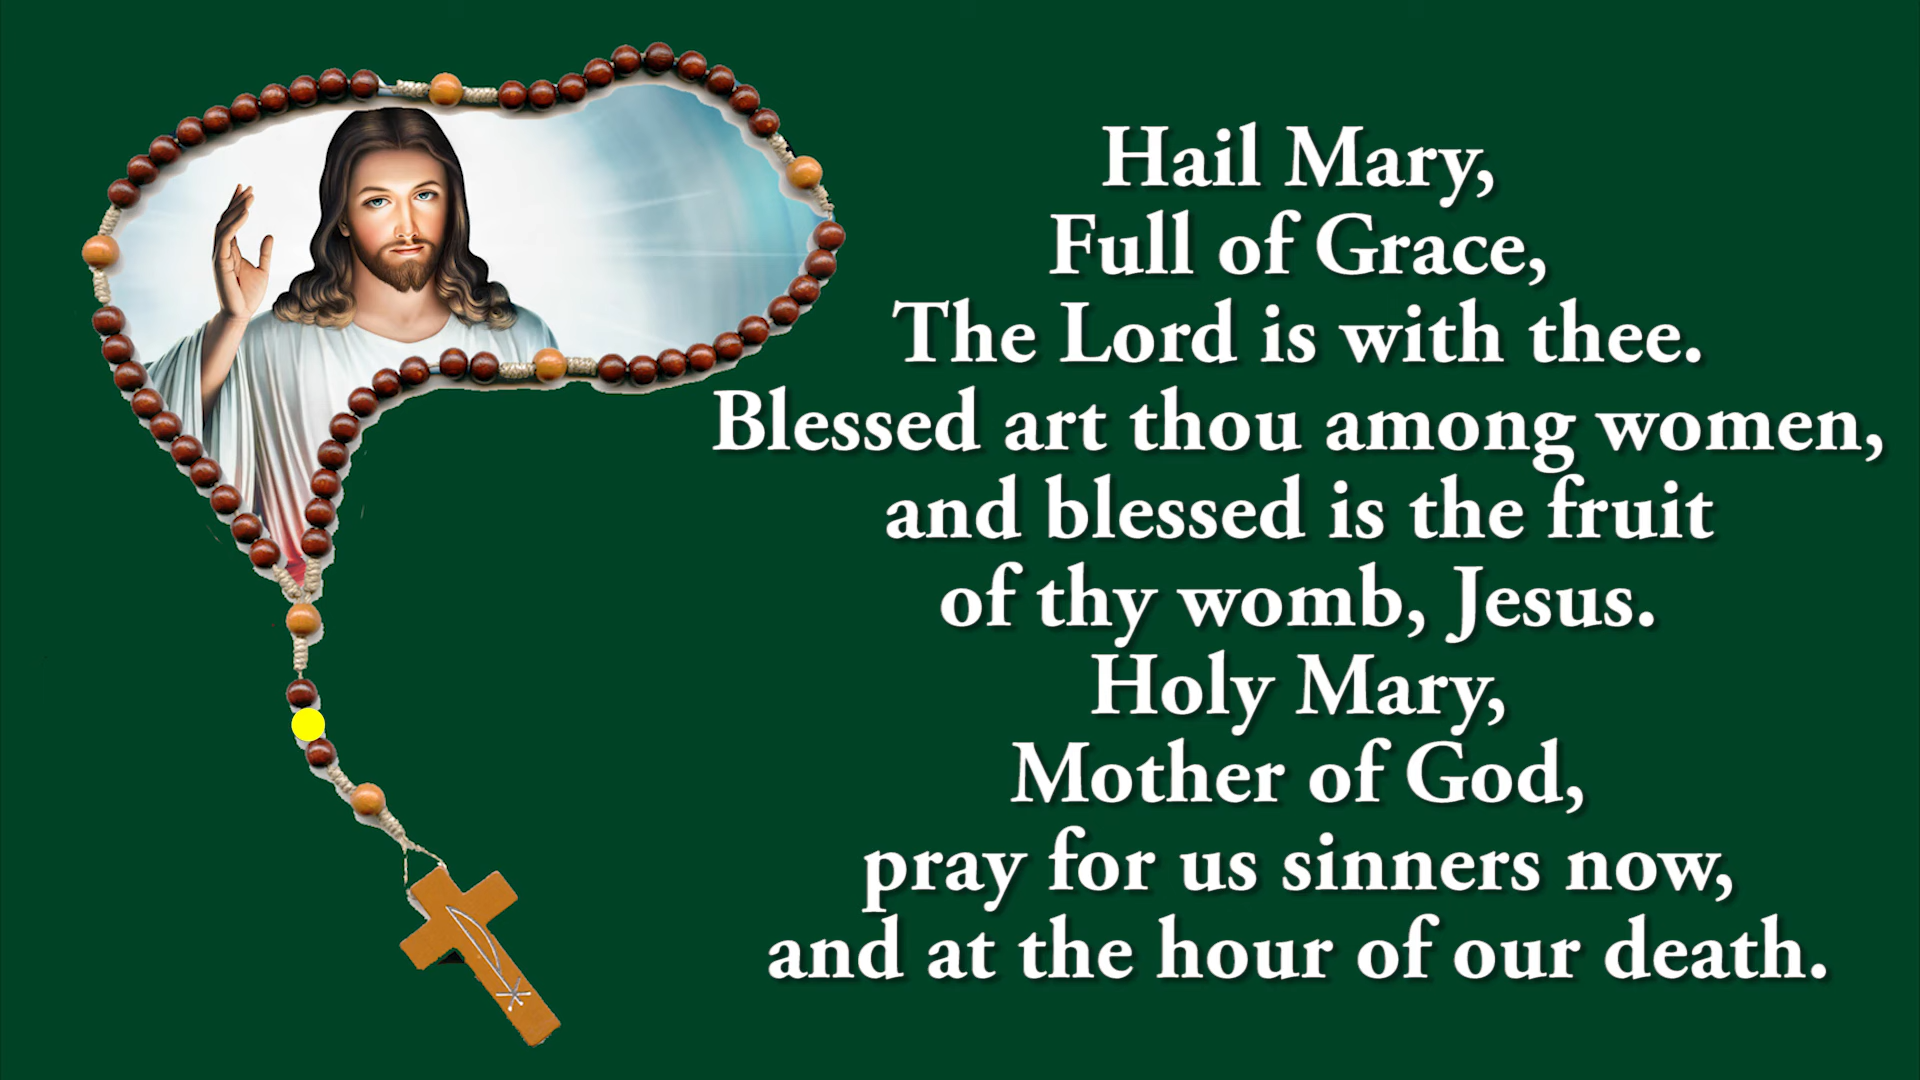 Hail Mary,
Full of Grace,
The Lord is with thee.
Blessed art thou among women,
and blessed is the fruit
of thy womb, Jesus.
Holy Mary,
Mother of God,
pray for us sinners now,
and at the hour of our death.